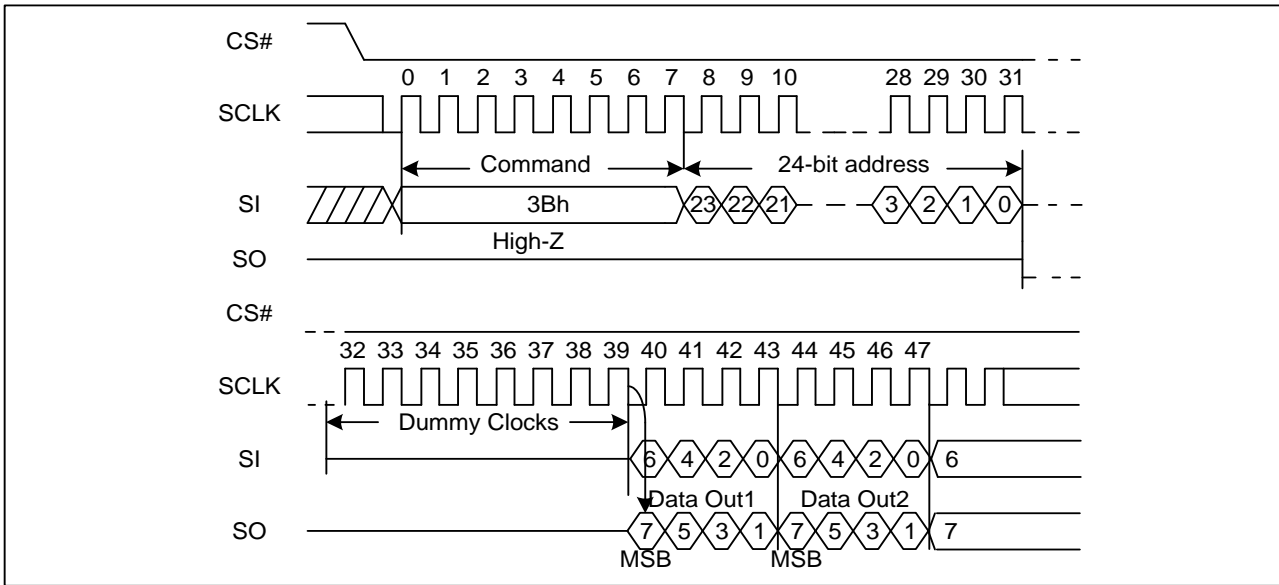 CS#
0 1 2 3 4 5 6 7 8 9 10 28 29 30 31
SCLK
Command 24-bit address
SI 3Bh 23 22 21 3 2 1 0
High-Z
SO
CS#
32 33 34 35 36 37 38 39 40 41 42 43 44 45 46 47
SCLK
Dummy Clocks
SI 6 4 2 0 6 4 2 0 6
Data Out1 Data Out2
SO 7 5 3 1 7 5 3 1 7
MSB MSB